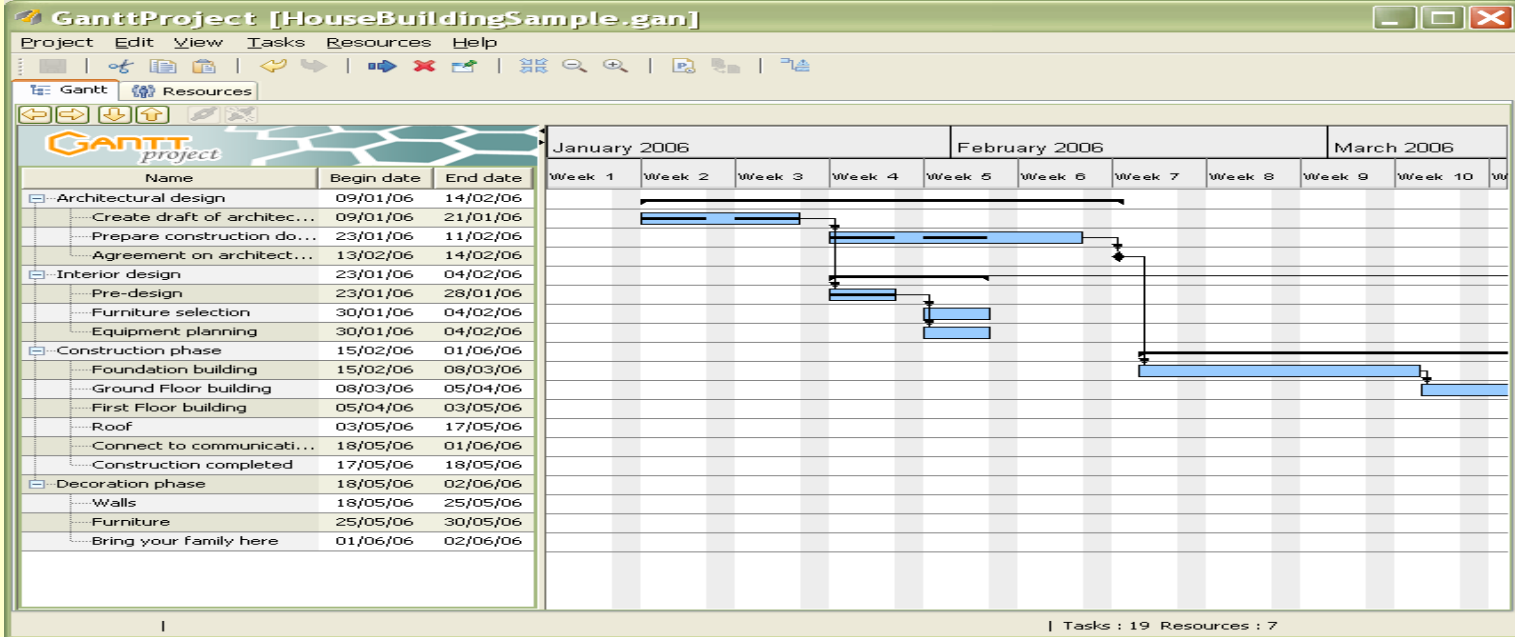 GanttProject [HouseBuildingSample.gan]
Project Edit View Tasks Resources Help
Gantt Resources
GANTT project
January 2006 February 2006 March 2006
Name Begin date End date Week 1 Week 2 Week 3 Week 4 Week 5 Week 6 Week 7 Week 8 Week 9 Week 10 W
Architectural design 09/01/06 14/02/06
Create draft of architec... 09/01/06 21/01/06
Prepare construction do... 23/01/06 11/02/06
Agreement on architect... 13/02/06 14/02/06
Interior design 23/01/06 04/02/06
Pre-design 23/01/06 28/01/06
Furniture selection 30/01/06 04/02/06
Equipment planning 30/01/06 04/02/06
Construction phase 15/02/06 01/06/06
Foundation building 15/02/06 08/03/06
Ground Floor building 08/03/06 05/04/06
First Floor building 05/04/06 03/05/06
Roof 03/05/06 17/05/06
Connect to communicati... 18/05/06 01/06/06
Construction completed 17/05/06 18/05/06
Decoration phase 18/05/06 02/06/06
Walls 18/05/06 25/05/06
Furniture 25/05/06 30/05/06
Bring your family here 01/06/06 02/06/06
| | Tasks : 19 Resources : 7